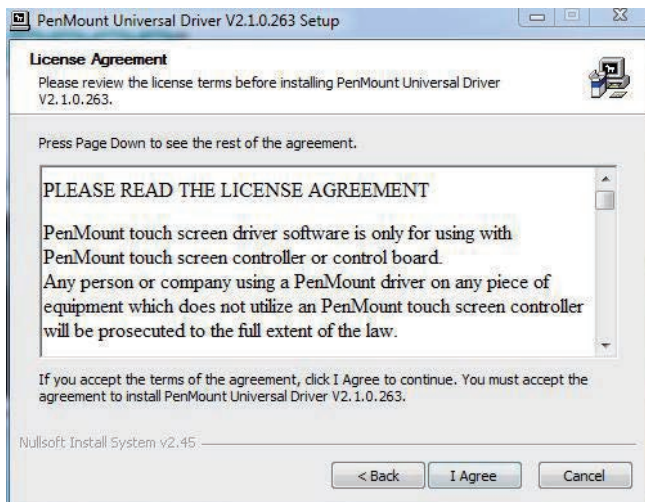 PenMount Universal Driver V2.1.0.263 Setup
License Agreement
Please review the license terms before installing PenMount Universal Driver
V2.1.0.263.
Press Page Down to see the rest of the agreement.
PLEASE READ THE LICENSE AGREEMENT
PenMount touch screen driver software is only for using with
PenMount touch screen controller or control board.
Any person or company using a PenMount driver on any piece of
equipment which does not utilize an PenMount touch screen controller
will be prosecuted to the full extent of the law.
If you accept the terms of the agreement, click I Agree to continue. You must accept the
agreement to install PenMount Universal Driver V2.1.0.263.
Nullsoft Install System v2.45
< Back
I Agree
Cancel